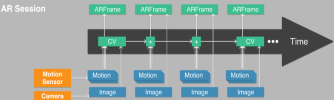 AR Session
ARFrame ARFrame ARFrame ARFrame
CV + + CV ••• Time
Motion Sensor
Motion Motion Motion Motion
Camera
Image Image Image Image